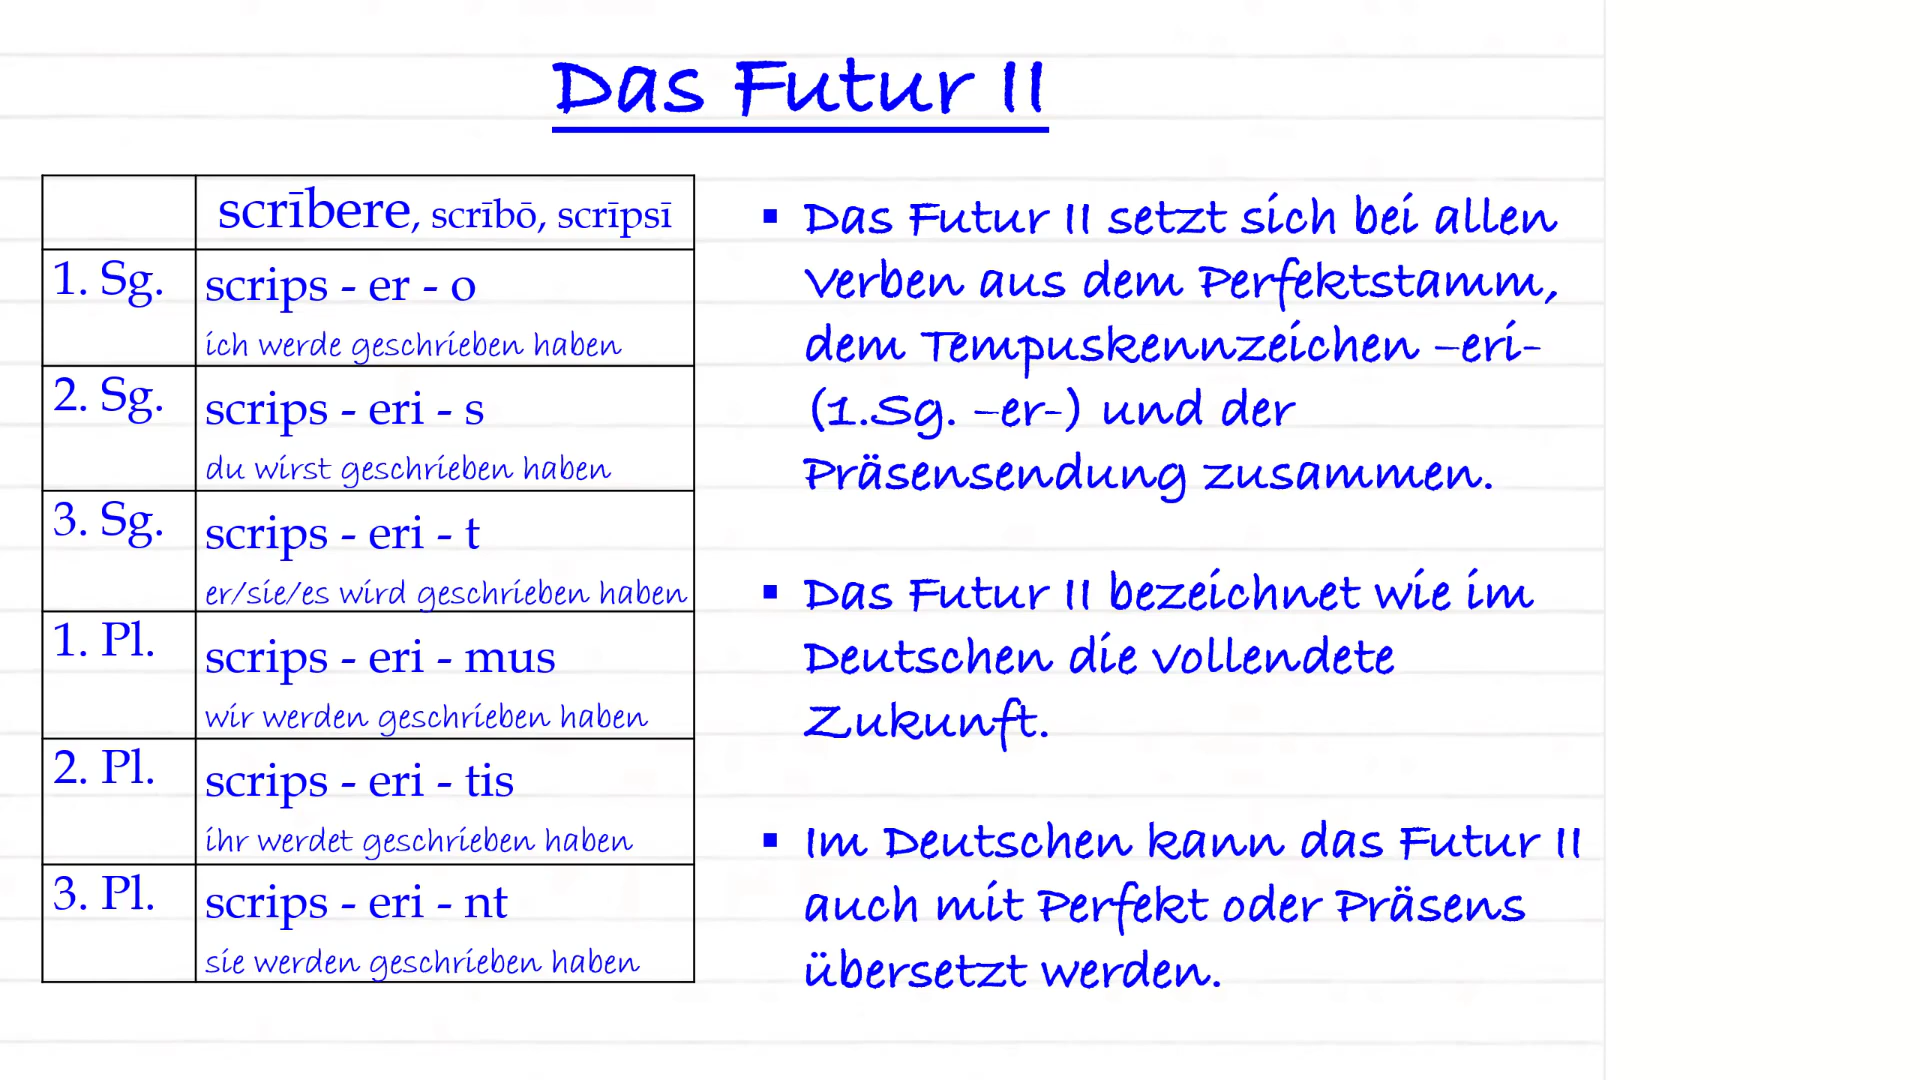 Das Futur II
scrībere, scrībō, scrīpsī
1. Sg.
scrips - er - o
ich werde geschrieben haben
2. Sg.
scrips - eri - s
du wirst geschrieben haben
3. Sg.
scrips - eri - t
er/sie/es wird geschrieben haben
1. Pl.
scrips - eri - mus
wir werden geschrieben haben
2. Pl.
scrips - eri - tis
ihr werdet geschrieben haben
3. Pl.
scrips - eri - nt
sie werden geschrieben haben
▪ Das Futur II setzt sich bei allen
Verben aus dem Perfektstamm,
dem Tempuskennzeichen –eri-
(1.Sg. –er-) und der
Präsensendung zusammen.
▪ Das Futur II bezeichnet wie im
Deutschen die vollendete
Zukunft.
▪ Im Deutschen kann das Futur II
auch mit Perfekt oder Präsens
übersetzt werden.